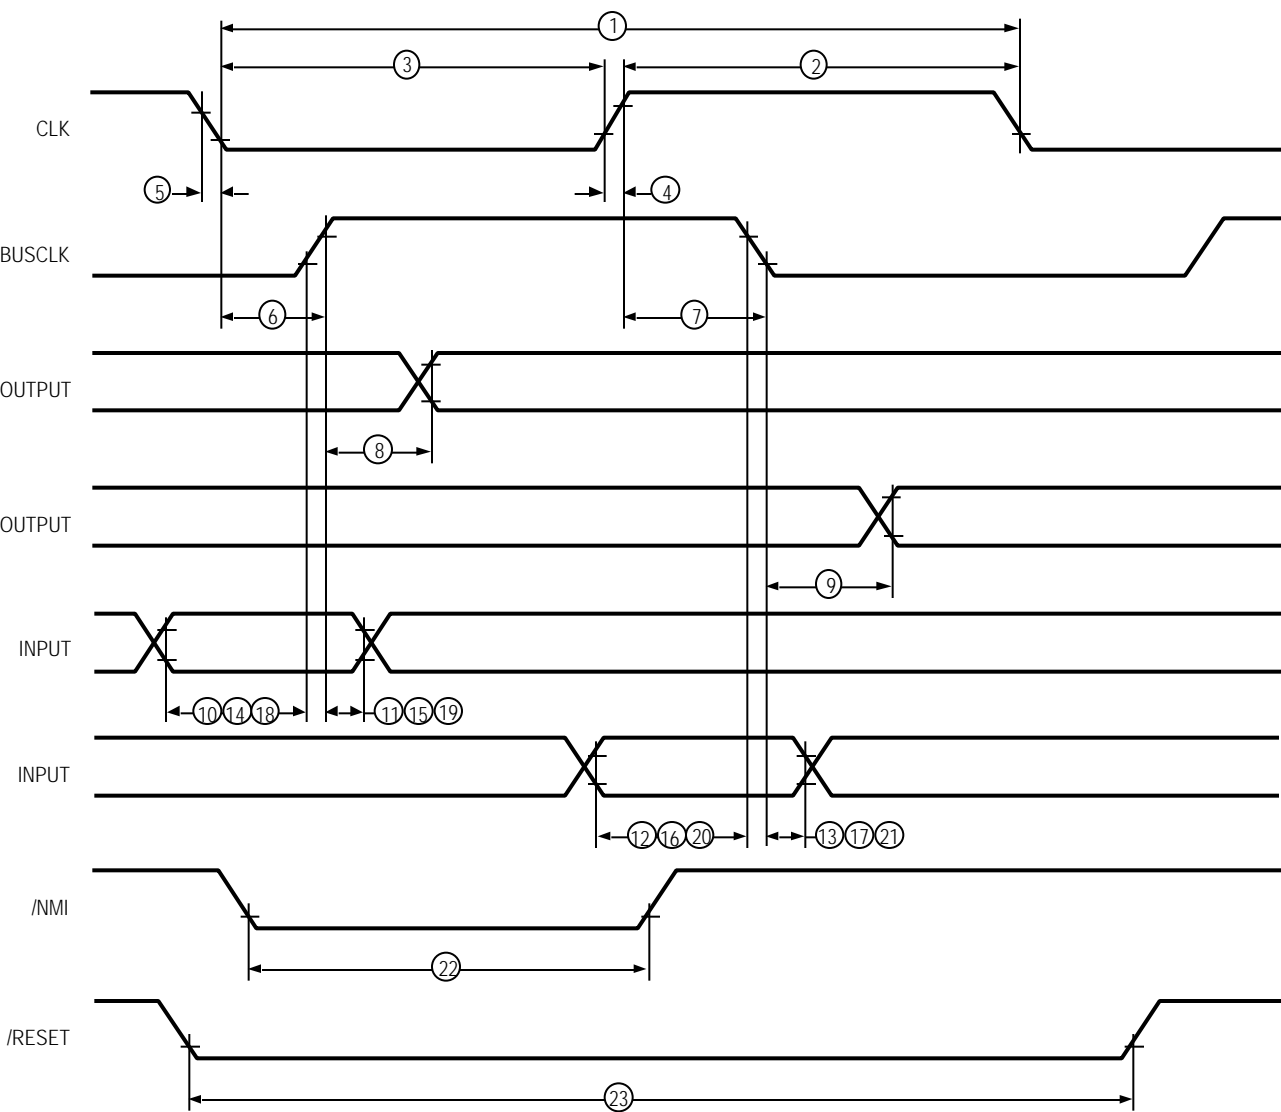 1
3 2
CLK
5 4
BUSCLK
6 7
OUTPUT
8
OUTPUT
9
INPUT
10 14 18 11 15 19
INPUT
12 16 20 13 17 21
/NMI
22
/RESET
23